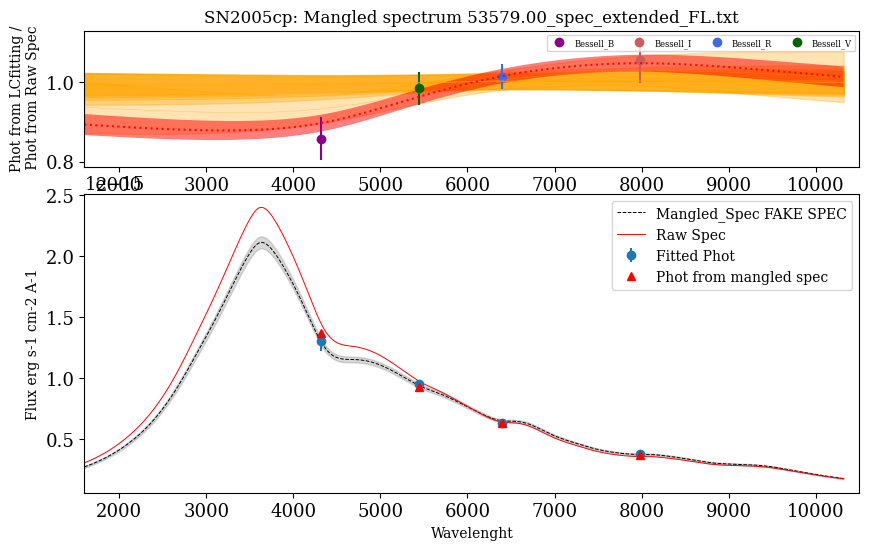 SN2005cp: Mangled spectrum 53579.00_spec_extended_FL.txt
Phot from LCfitting /
Phot from Raw Spec
Bessell_B Bessell_I Bessell_R Bessell_V
1.0
0.8
2000 3000 4000 5000 6000 7000 8000 9000 10000
1e−15
Flux erg s-1 cm-2 A-1
2.5
2.0
1.5
1.0
0.5
Mangled_Spec FAKE SPEC
Raw Spec
Fitted Phot
Phot from mangled spec
2000 3000 4000 5000 6000 7000 8000 9000 10000
Wavelenght